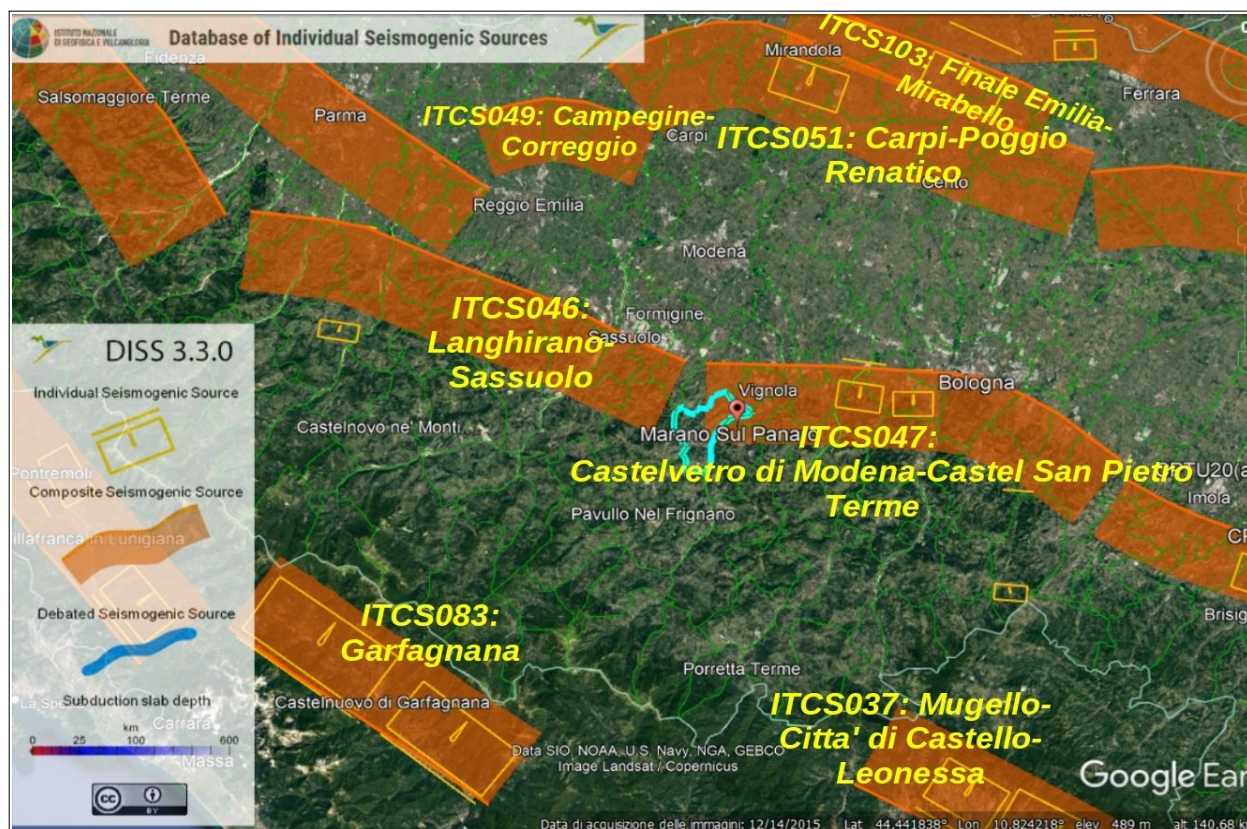 ISTITUTO NAZIONALE
DI GEOFISICA E VULCANOLOGIA
Database of Individual Seismogenic Sources
Fidenza
Salsomaggiore Terme
Parma
Mirandola
ITCS103: Finale Emilia-
Mirabello
Ferrara
ITCS049: Campegine-
Correggio
Carpi
ITCS051: Carpi-Poggio
Renatico
Cento
Reggio Emilia
Modena
ITCS046:
Langhirano-
Sassuolo
Formigine
Sassuolo
DISS 3.3.0
Individual Seismogenic Source
Vignola
Bologna
Castelnovo ne' Monti
Marano Sul Panaro
ITCS047:
Castelvetro di Modena-Castel San Pietro
Terme
Imola
Pontremoli
Composite Seismogenic Source
Pavullo Nel Frignano
Villafranca in Lunigiana
Debated Seismogenic Source
ITCS083:
Garfagnana
Brisig
Porretta Terme
Subduction slab depth
Castelnuovo di Garfagnana
Carrara
km
0 25 100 600
Massa
ITCS037: Mugello-
Citta' di Castello-
Leonessa
Data SIO, NOAA, U.S. Navy, NGA, GEBCO
Image Landsat / Copernicus
Google Ear
cc BY
Data di acquisizione delle immagini: 12/14/2015 Lat 44.441838° Lon 10.824218° elev 489 m alt 140.68 k